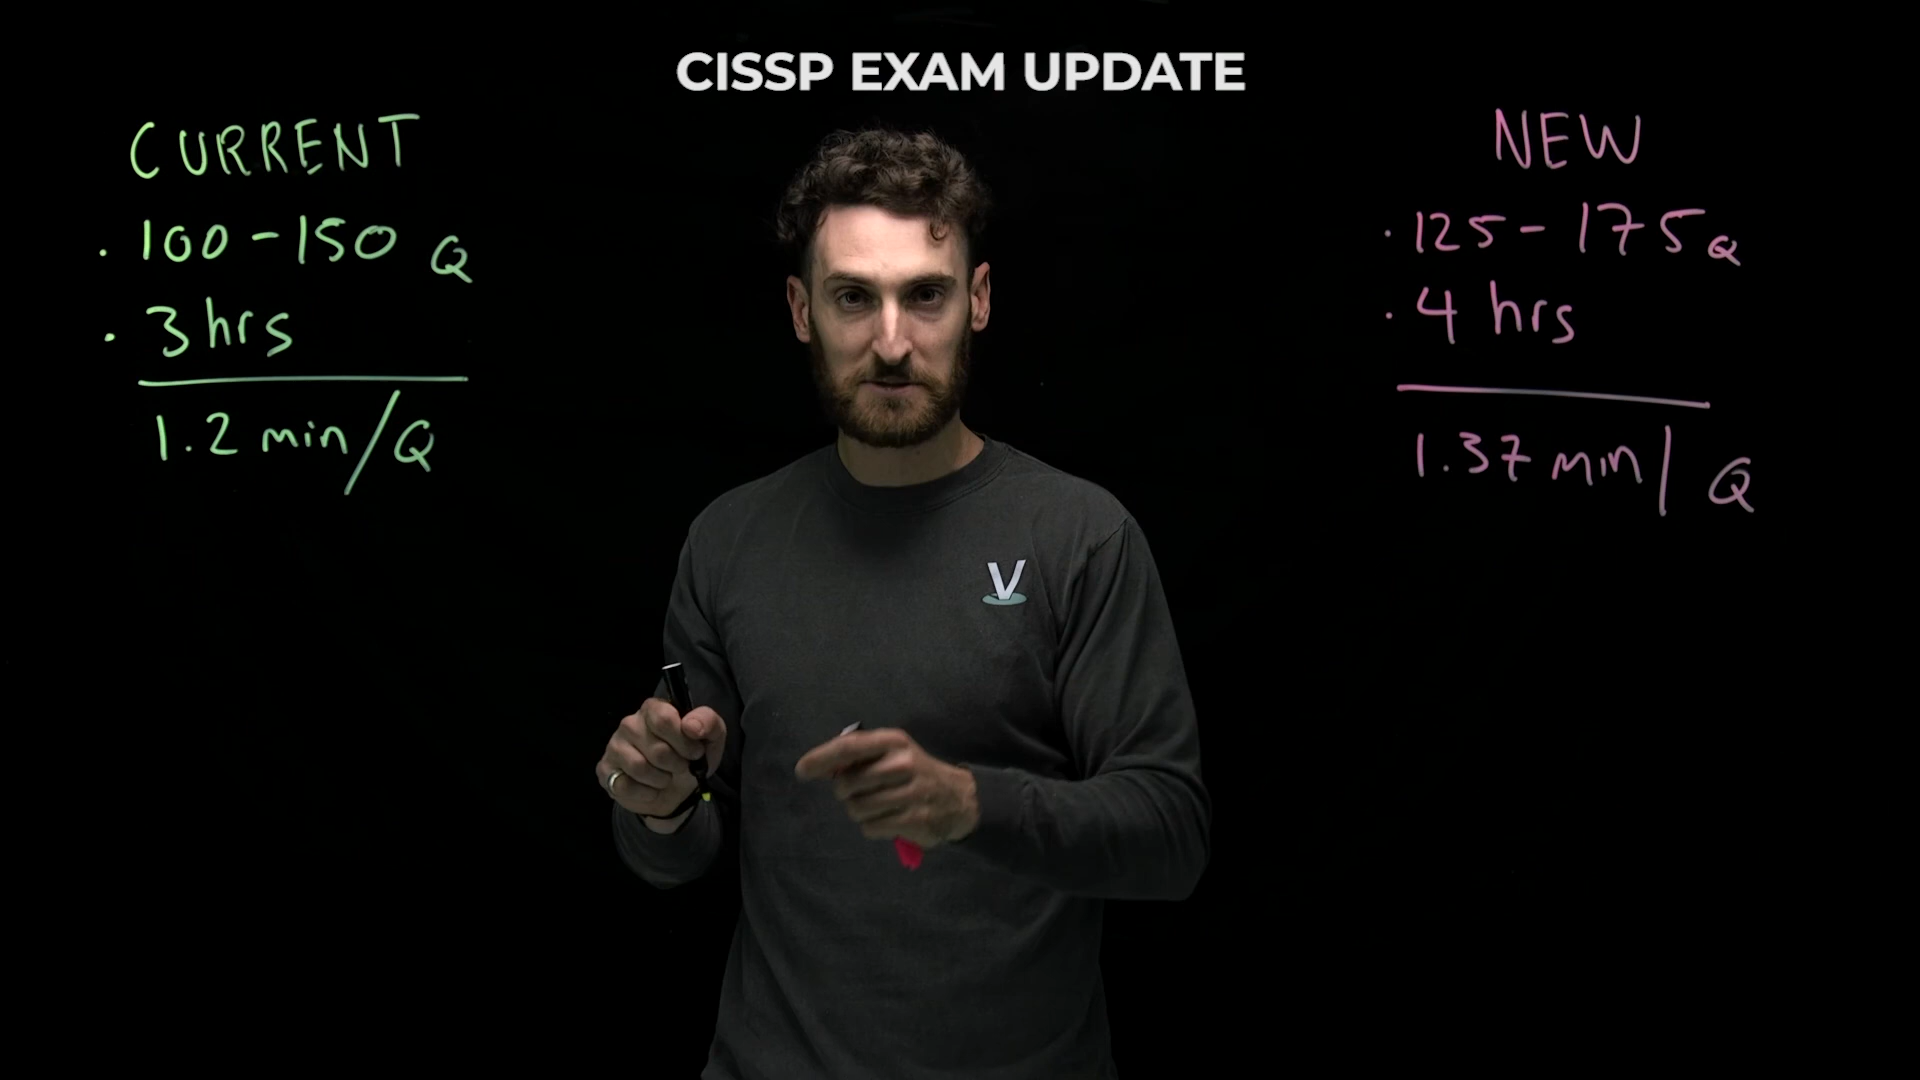 CISSP EXAM UPDATE
CURRENT
· 100-150 Q
· 3 hrs
1.2 min/Q
NEW
· 125-175 Q
· 4 hrs
1.37 min/Q
V